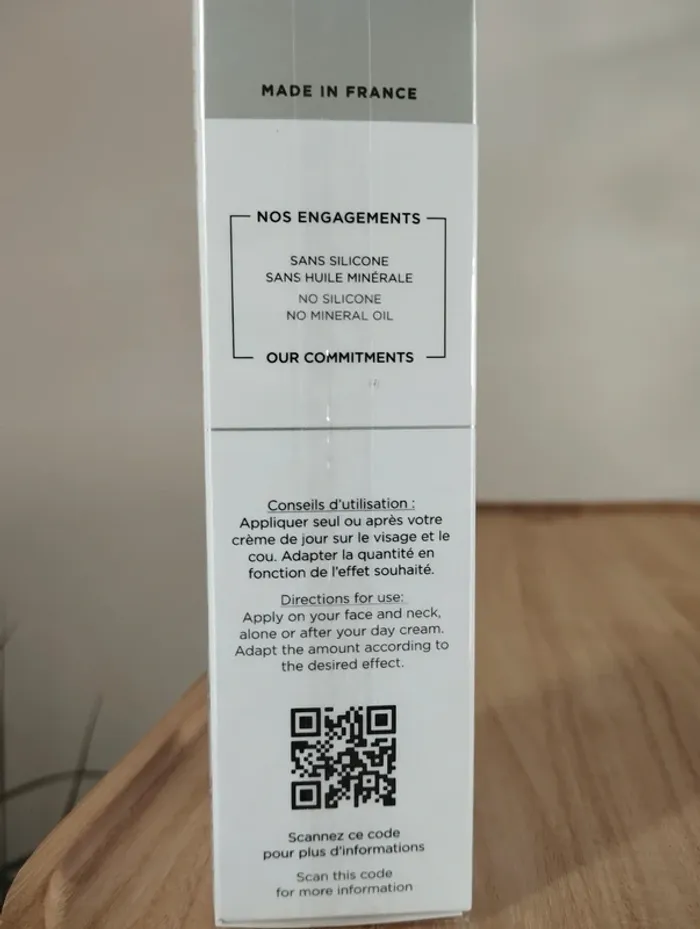 MADE IN FRANCE
NOS ENGAGEMENTS
SANS SILICONE
SANS HUILE MINÉRALE
NO SILICONE
NO MINERAL OIL
OUR COMMITMENTS
Conseils d'utilisation :
Appliquer seul ou après votre
crème de jour sur le visage et le
cou. Adapter la quantité en
fonction de l'effet souhaité.
Directions for use:
Apply on your face and neck,
alone or after your day cream.
Adapt the amount according to
the desired effect.
Scannez ce code
pour plus d'informations
Scan this code
for more information